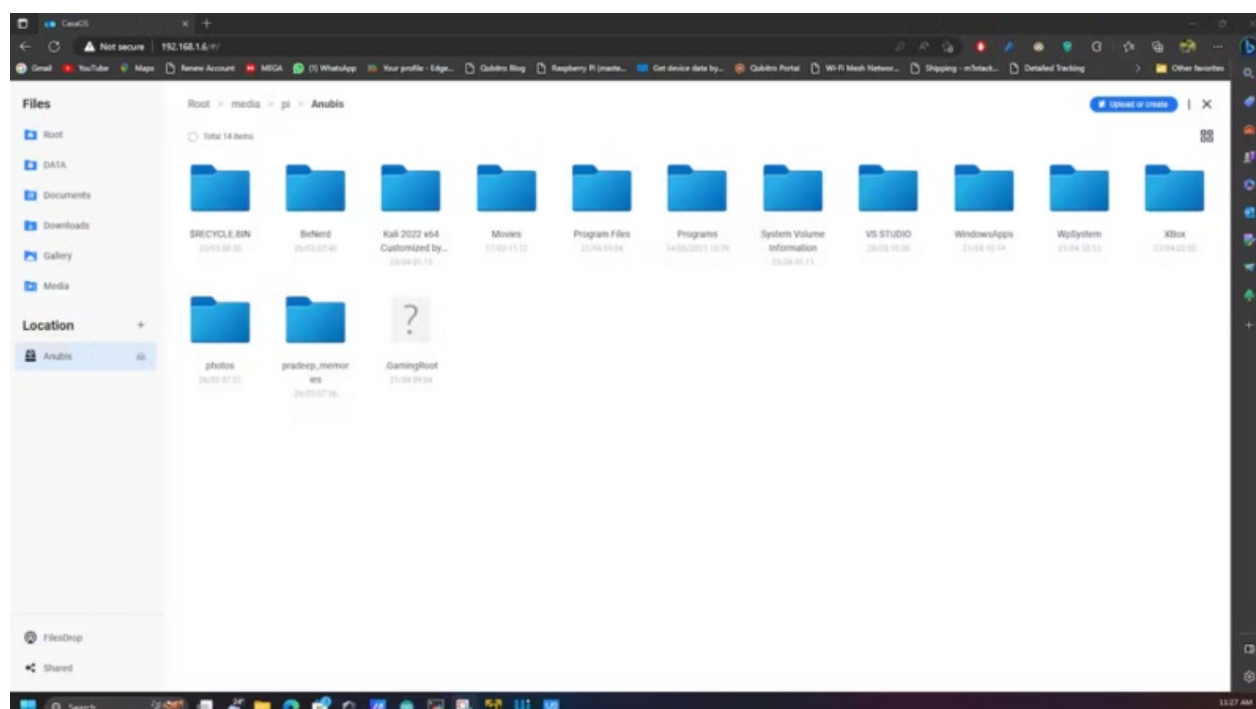 CasaOS
Not secure 192.168.1.6/#/
Gmail YouTube Maps Renew Account MEGA (1) WhatsApp Your profile - Edge... Qubitro Blog Raspberry Pi (maste... Get device data by... Qubitro Portal Wi-Fi Mesh Networ... Shipping - m5stack... Detailed Tracking Other favorites
Files
Root > media > pi > Anubis
Upload or create
Total 14 items
Root
DATA
Documents
Downloads
Gallery
Media
Location +
Anubis
$RECYCLE.BIN
BeNerd
Kali 2022 x64
Customized by...
Movies
Program Files
Programs
System Volume
Information
VS STUDIO
WindowsApps
WpSystem
XBox
photos
pradeep_memor
ies
.GamingRoot
FilesDrop
Shared
Search
11:27 AM